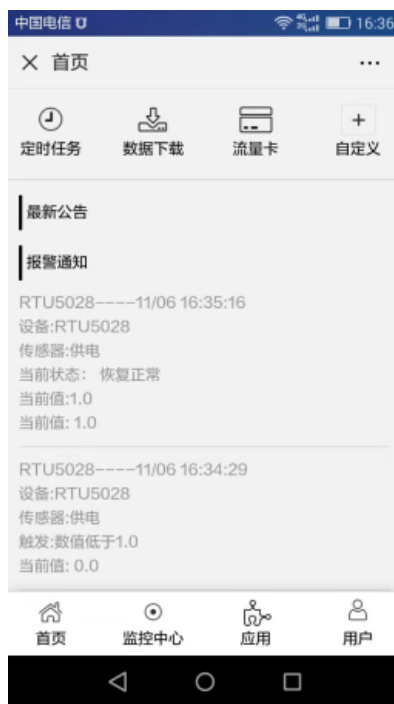 中国电信 4G 2G 16:36
首页 ...
定时任务 数据下载 流量卡 自定义
最新公告
报警通知
RTU5028----11/06 16:35:16
设备:RTU5028
传感器:供电
当前状态: 恢复正常
当前值:1.0
当前值: 1.0
RTU5028----11/06 16:34:29
设备:RTU5028
传感器:供电
触发:数值低于1.0
当前值: 0.0
首页 监控中心 应用 用户